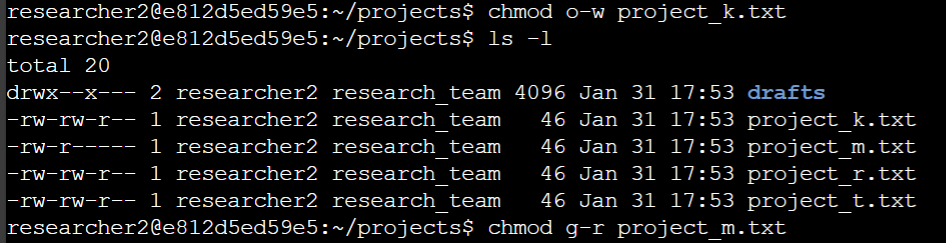 researcher2@e812d5ed59e5:~/projects$ chmod o-w project_k.txt
researcher2@e812d5ed59e5:~/projects$ ls -l
total 20
drwx--x--- 2 researcher2 research_team 4096 Jan 31 17:53 drafts
-rw-rw-r-- 1 researcher2 research_team   46 Jan 31 17:53 project_k.txt
-rw-r----- 1 researcher2 research_team   46 Jan 31 17:53 project_m.txt
-rw-rw-r-- 1 researcher2 research_team   46 Jan 31 17:53 project_r.txt
-rw-rw-r-- 1 researcher2 research_team   46 Jan 31 17:53 project_t.txt
researcher2@e812d5ed59e5:~/projects$ chmod g-r project_m.txt